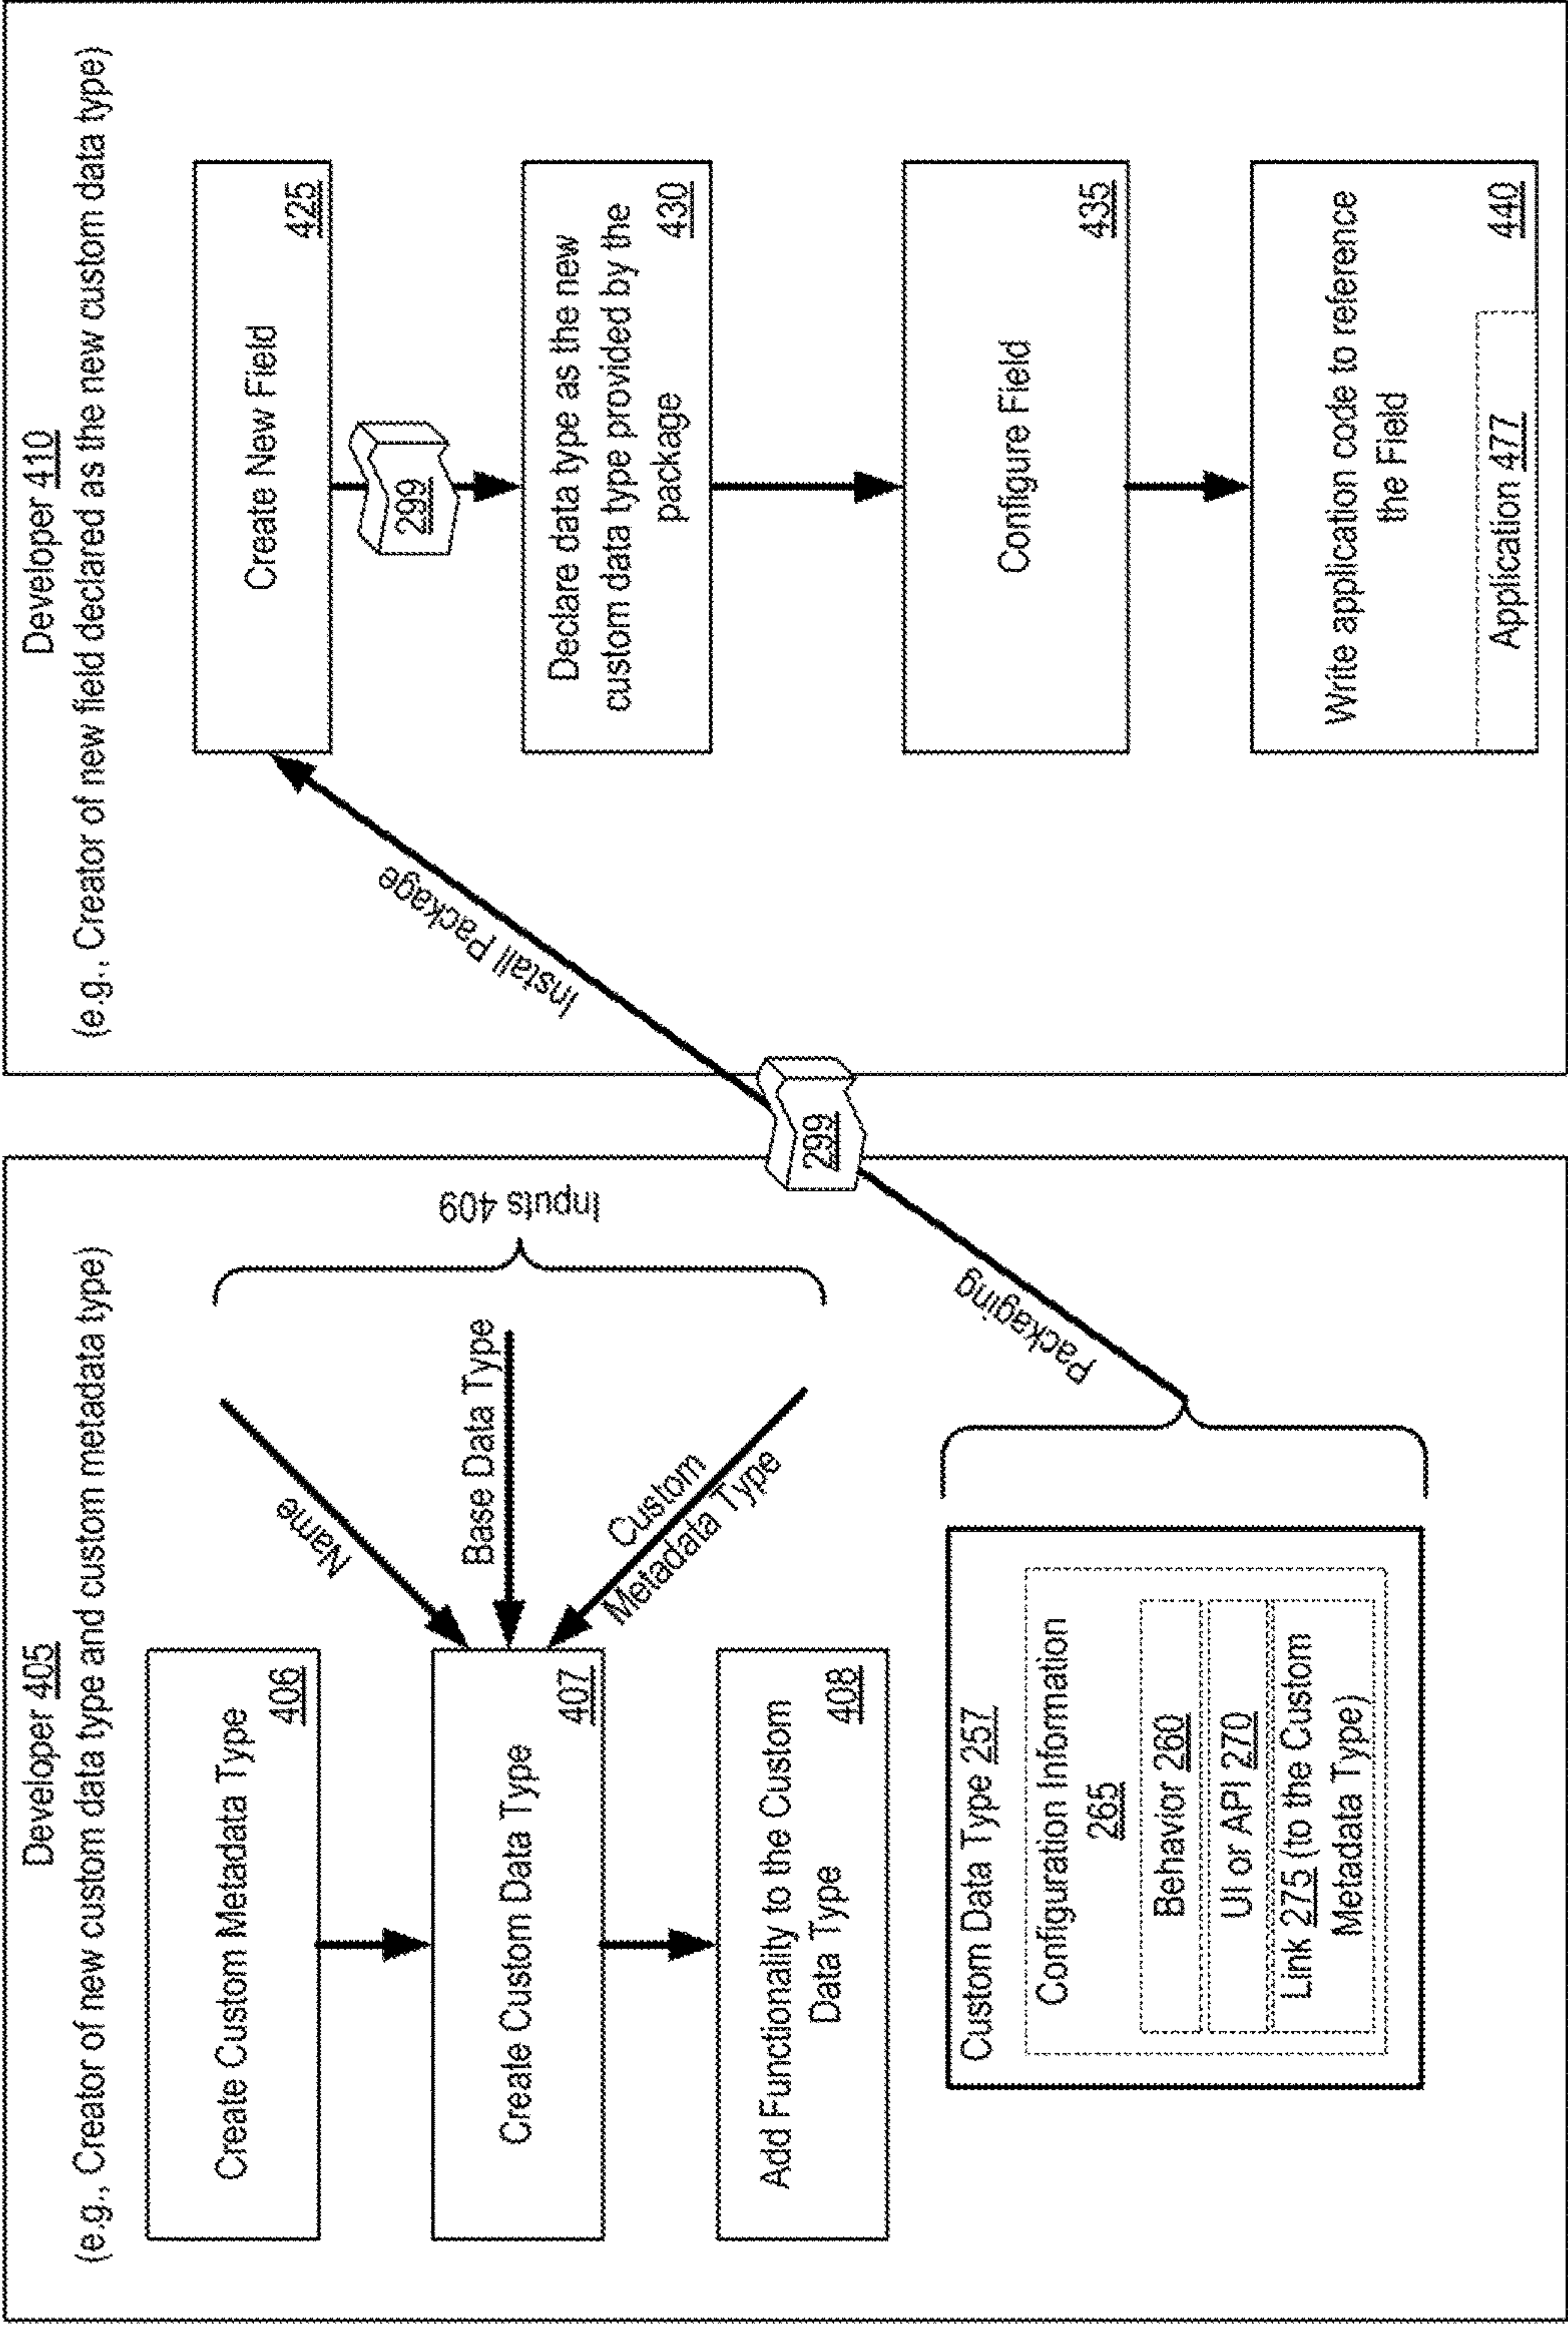 Developer 405
(e.g., Creator of new custom data type and custom metadata type)
Create Custom Metadata Type
406
Create Custom Data Type
407
Add Functionality to the Custom
Data Type
408
Name
Base Data Type
Custom
Metadata Type
Inputs 409
Custom Data Type 257
Configuration Information
265
Behavior 260
UI or API 270
Link 275 (to the Custom
Metadata Type)
Packaging
299
Install Package
Developer 410
(e.g., Creator of new field declared as the new custom data type)
Create New Field
425
299
Declare data type as the new
custom data type provided by the
package
430
Configure Field
435
Write application code to reference
the Field
440
Application 477